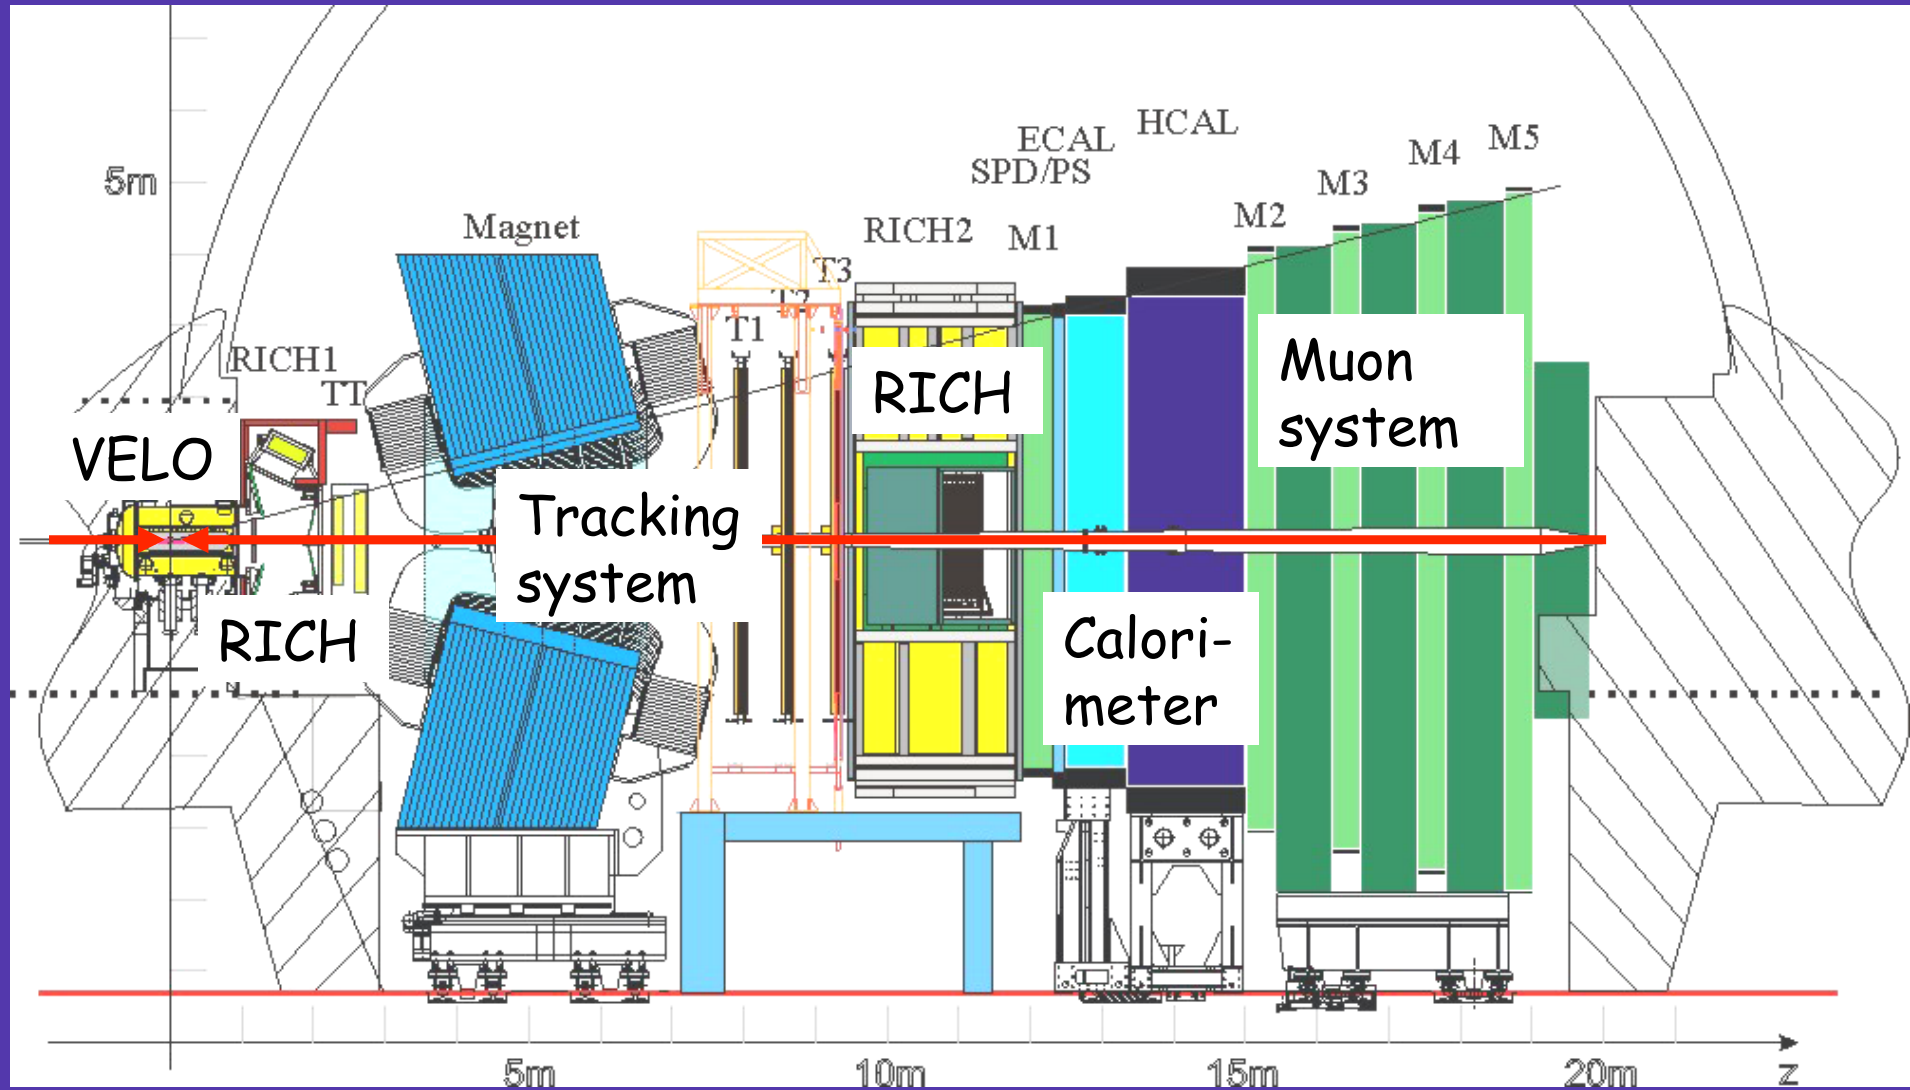 HCAL
ECAL
M5
M4
SPD/PS
M3
5m
M2
Magnet
RICH2
M1
T3
T2
T1
RICH1
TT
RICH
Muon
system
VELO
Tracking
system
RICH
Calori-
meter
5m
10m
15m
20m
z